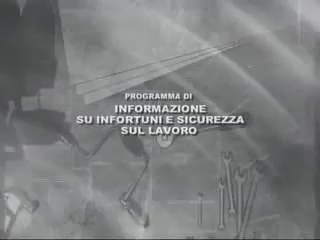 PROGRAMMA DI
INFORMAZIONE
SU INFORTUNI E SICUREZZA
SUL LAVORO